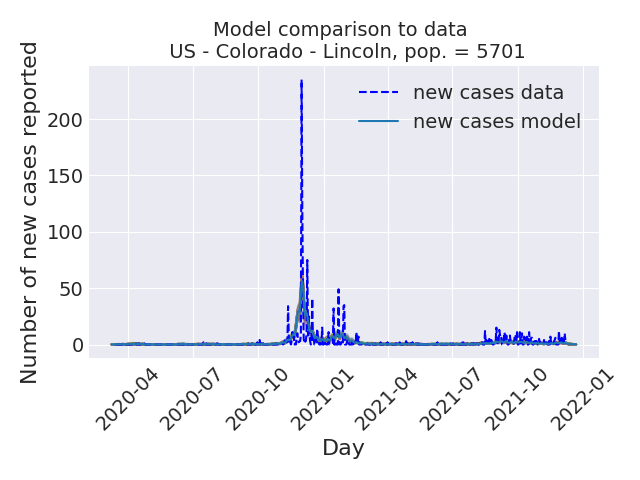 Model comparison to data
US - Colorado - Lincoln, pop. = 5701
Number of new cases reported
200
150
100
50
0
new cases data
new cases model
2020-04
2020-07
2020-10
2021-01
2021-04
2021-07
2021-10
2022-01
Day